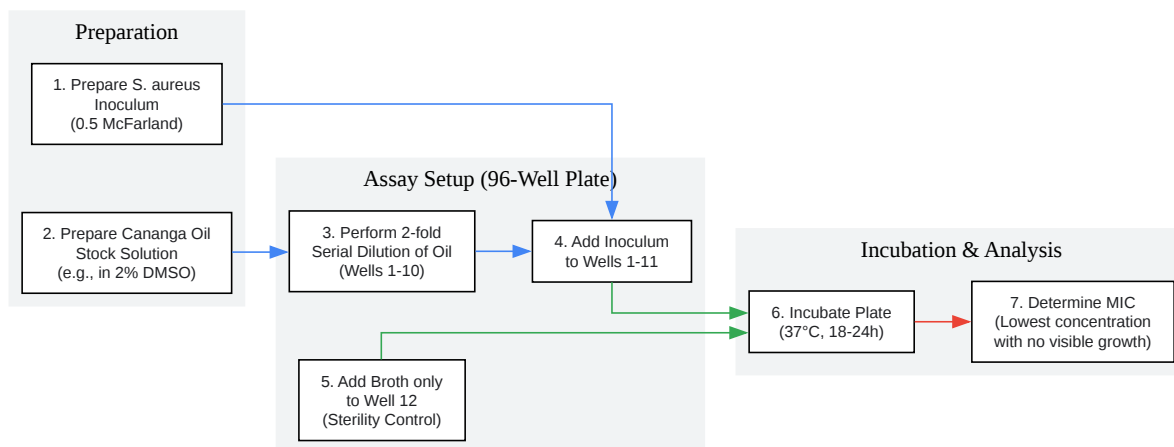 Preparation
1. Prepare S. aureus
Inoculum
(0.5 McFarland)
2. Prepare Cananga Oil
Stock Solution
(e.g., in 2% DMSO)
Assay Setup (96-Well Plate)
3. Perform 2-fold
Serial Dilution of Oil
(Wells 1-10)
4. Add Inoculum
to Wells 1-11
5. Add Broth only
to Well 12
(Sterility Control)
Incubation & Analysis
6. Incubate Plate
(37°C, 18-24h)
7. Determine MIC
(Lowest concentration
with no visible growth)